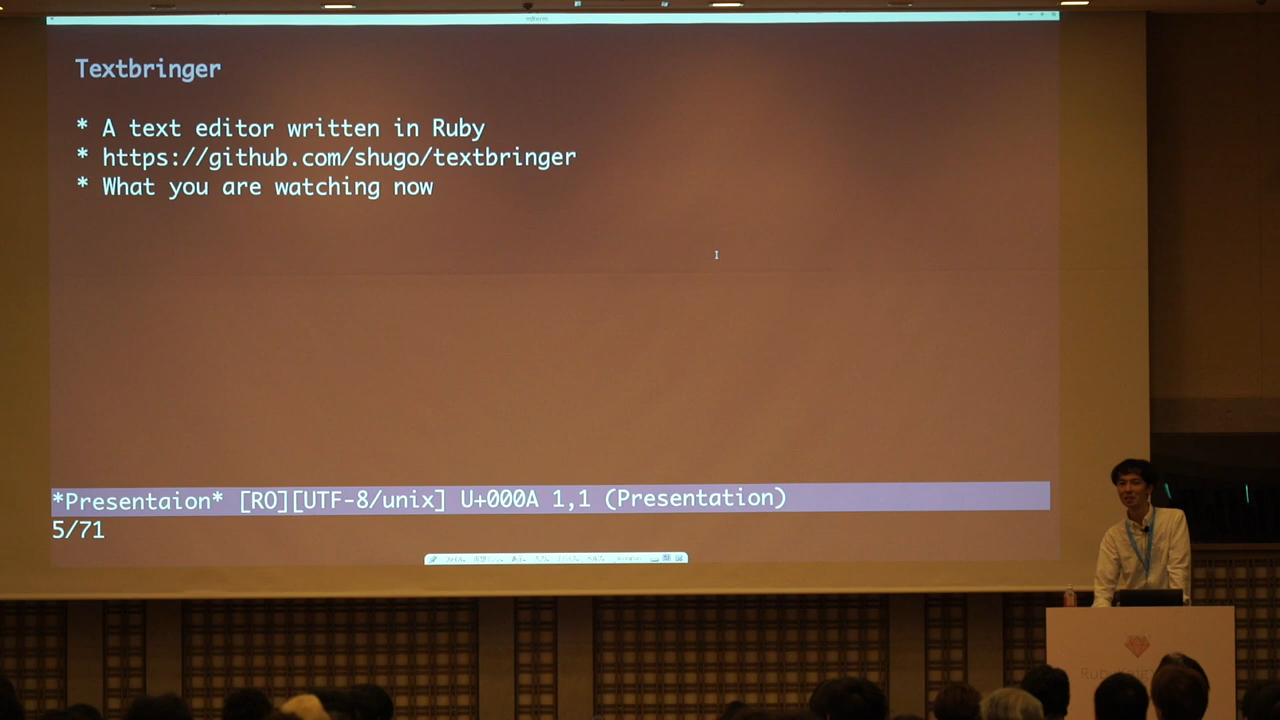 Textbringer
* A text editor written in Ruby
* https://github.com/shugo/textbringer
* What you are watching now
*Presentaion* [RO][UTF-8/unix] U+000A 1,1 (Presentation)
5/71